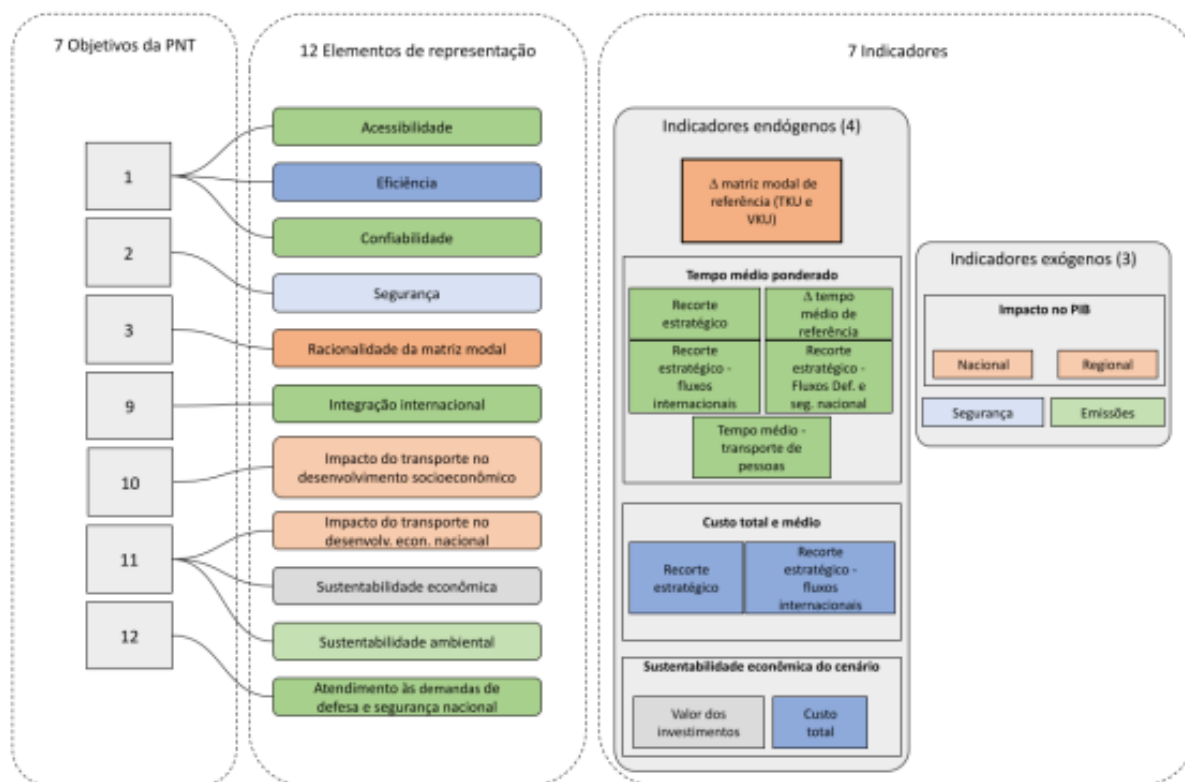 7 Objetivos da PNT
1
2
3
9
10
11
12
12 Elementos de representação
Acessibilidade
Eficiência
Confiabilidade
Segurança
Racionalidade da matriz modal
Integração internacional
Impacto do transporte no
desenvolvimento socioeconômico
Impacto do transporte no
desenvolv. econ. nacional
Sustentabilidade econômica
Sustentabilidade ambiental
Atendimento às demandas de
defesa e segurança nacional
7 Indicadores
Indicadores endógenos (4)
Δ matriz modal de
referência (TKU e
VKU)
Tempo médio ponderado
Recorte
estratégico
Δ tempo
médio de
referência
Recorte
estratégico -
fluxos
internacionais
Recorte
estratégico -
Fluxos Def. e
seg. nacional
Tempo médio -
transporte de
pessoas
Custo total e médio
Recorte
estratégico
Recorte
estratégico -
fluxos
internacionais
Sustentabilidade econômica do cenário
Valor dos
investimentos
Custo
total
Indicadores exógenos (3)
Impacto no PIB
Nacional
Regional
Segurança
Emissões